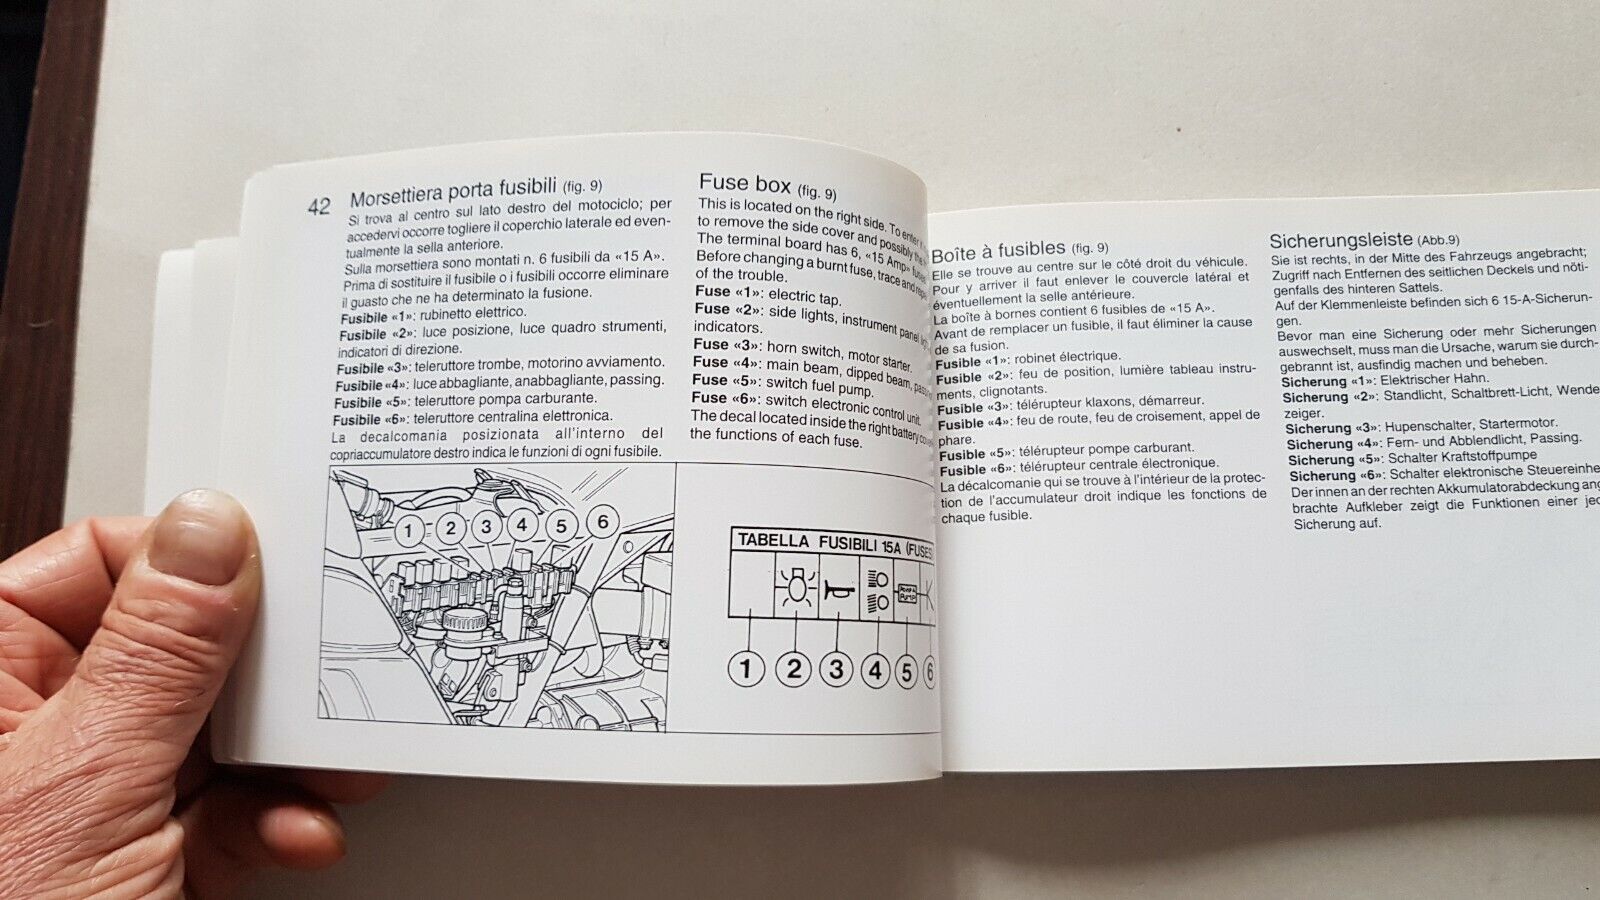 42
Morsettiera porta fusibili (fig. 9)
Si trova al centro sul lato destro del motociclo; per
accedervi occorre togliere il coperchio laterale ed even-
tualmente la sella anteriore.
Sulla morsettiera sono montati n. 6 fusibili da «15 A».
Prima di sostituire il fusibile o i fusibili occorre eliminare
il guasto che ne ha determinato la fusione.
Fusibile «1»: rubinetto elettrico.
Fusibile «2»: luce posizione, luce quadro strumenti,
indicatori di direzione.
Fusibile «3»: teleruttore trombe, motorino avviamento.
Fusibile «4»: luce abbagliante, anabbagliante, passing.
Fusibile «5»: teleruttore pompa carburante.
Fusibile «6»: teleruttore centralina elettronica.
La decalcomania posizionata all'interno del
copriaccumulatore destro indica le funzioni di ogni fusibile.
Fuse box (fig. 9)
This is located on the right side. To enter
to remove the side cover and possibly the
The terminal board has 6, «15 Amp»
Before changing a burnt fuse, trace and
of the trouble.
Fuse «1»: electric tap.
Fuse «2»: side lights, instrument panel
indicators.
Fuse «3»: horn switch, motor starter.
Fuse «4»: main beam, dipped beam,
Fuse «5»: switch fuel pump.
Fuse «6»: switch electronic control unit.
The decal located inside the right battery
the functions of each fuse.
1 2 3 4 5 6
TABELLA FUSIBILI 15A (FUSES)
POMPA
PUMP
1 2 3 4 5 6
Boîte à fusibles (fig. 9)
Elle se trouve au centre sur le côté droit du véhicule.
Pour y arriver il faut enlever le couvercle latéral et
éventuellement la selle antérieure.
La boîte à bornes contient 6 fusibles de «15 A».
Avant de remplacer un fusible, il faut éliminer la cause
de sa fusion.
Fusible «1»: robinet électrique.
Fusible «2»: feu de position, lumière tableau instru-
ments, clignotants.
Fusible «3»: télérupteur klaxons, démarreur.
Fusible «4»: feu de route, feu de croisement, appel de
phare.
Fusible «5»: télérupteur pompe carburant.
Fusible «6»: télérupteur centrale électronique.
La décalcomanie qui se trouve à l'intérieur de la protec-
tion de l'accumulateur droit indique les fonctions de
chaque fusible.
Sicherungsleiste (Abb.9)
Sie ist rechts, in der Mitte des Fahrzeugs angebracht;
Zugriff nach Entfernen des seitlichen Deckels und nöti-
genfalls des hinteren Sattels.
Auf der Klemmenleiste befinden sich 6 15-A-Sicherun-
gen.
Bevor man eine Sicherung oder mehr Sicherungen
auswechselt, muss man die Ursache, warum sie durch-
gebrannt ist, ausfindig machen und beheben.
Sicherung «1»: Elektrischer Hahn.
Sicherung «2»: Standlicht, Schaltbrett-Licht, Wende
zeiger.
Sicherung «3»: Hupenschalter, Startermotor.
Sicherung «4»: Fern- und Abblendlicht, Passing.
Sicherung «5»: Schalter Kraftstoffpumpe
Sicherung «6»: Schalter elektronische Steuereinhe
Der innen an der rechten Akkumulatorabdeckung ang
brachte Aufkleber zeigt die Funktionen einer jed
Sicherung auf.